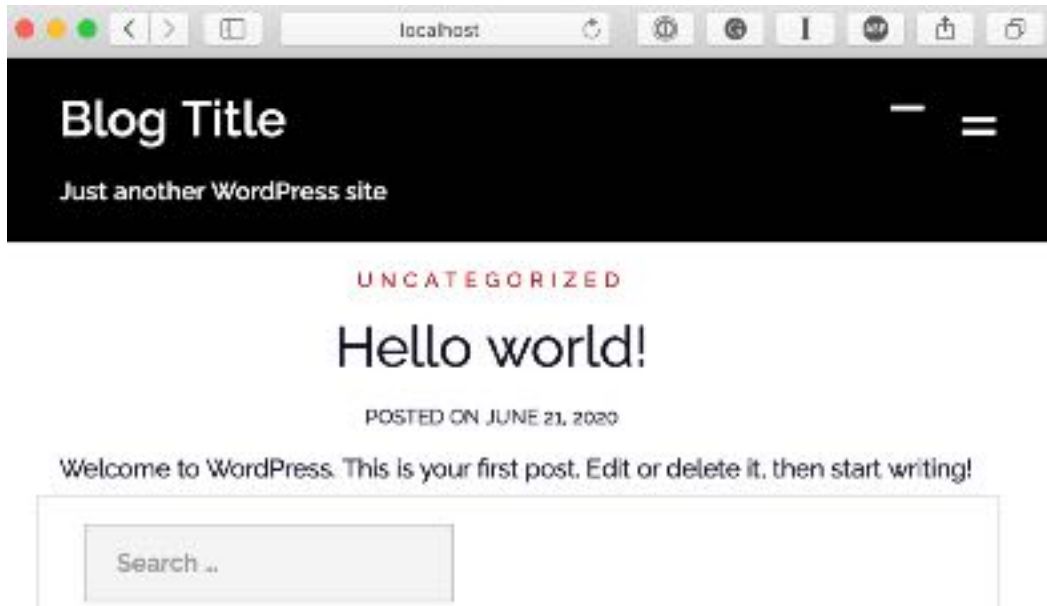 localhost
Blog Title
Just another WordPress site
UNCATEGORIZED
Hello world!
POSTED ON JUNE 21, 2020
Welcome to WordPress. This is your first post. Edit or delete it, then start writing!
Search …